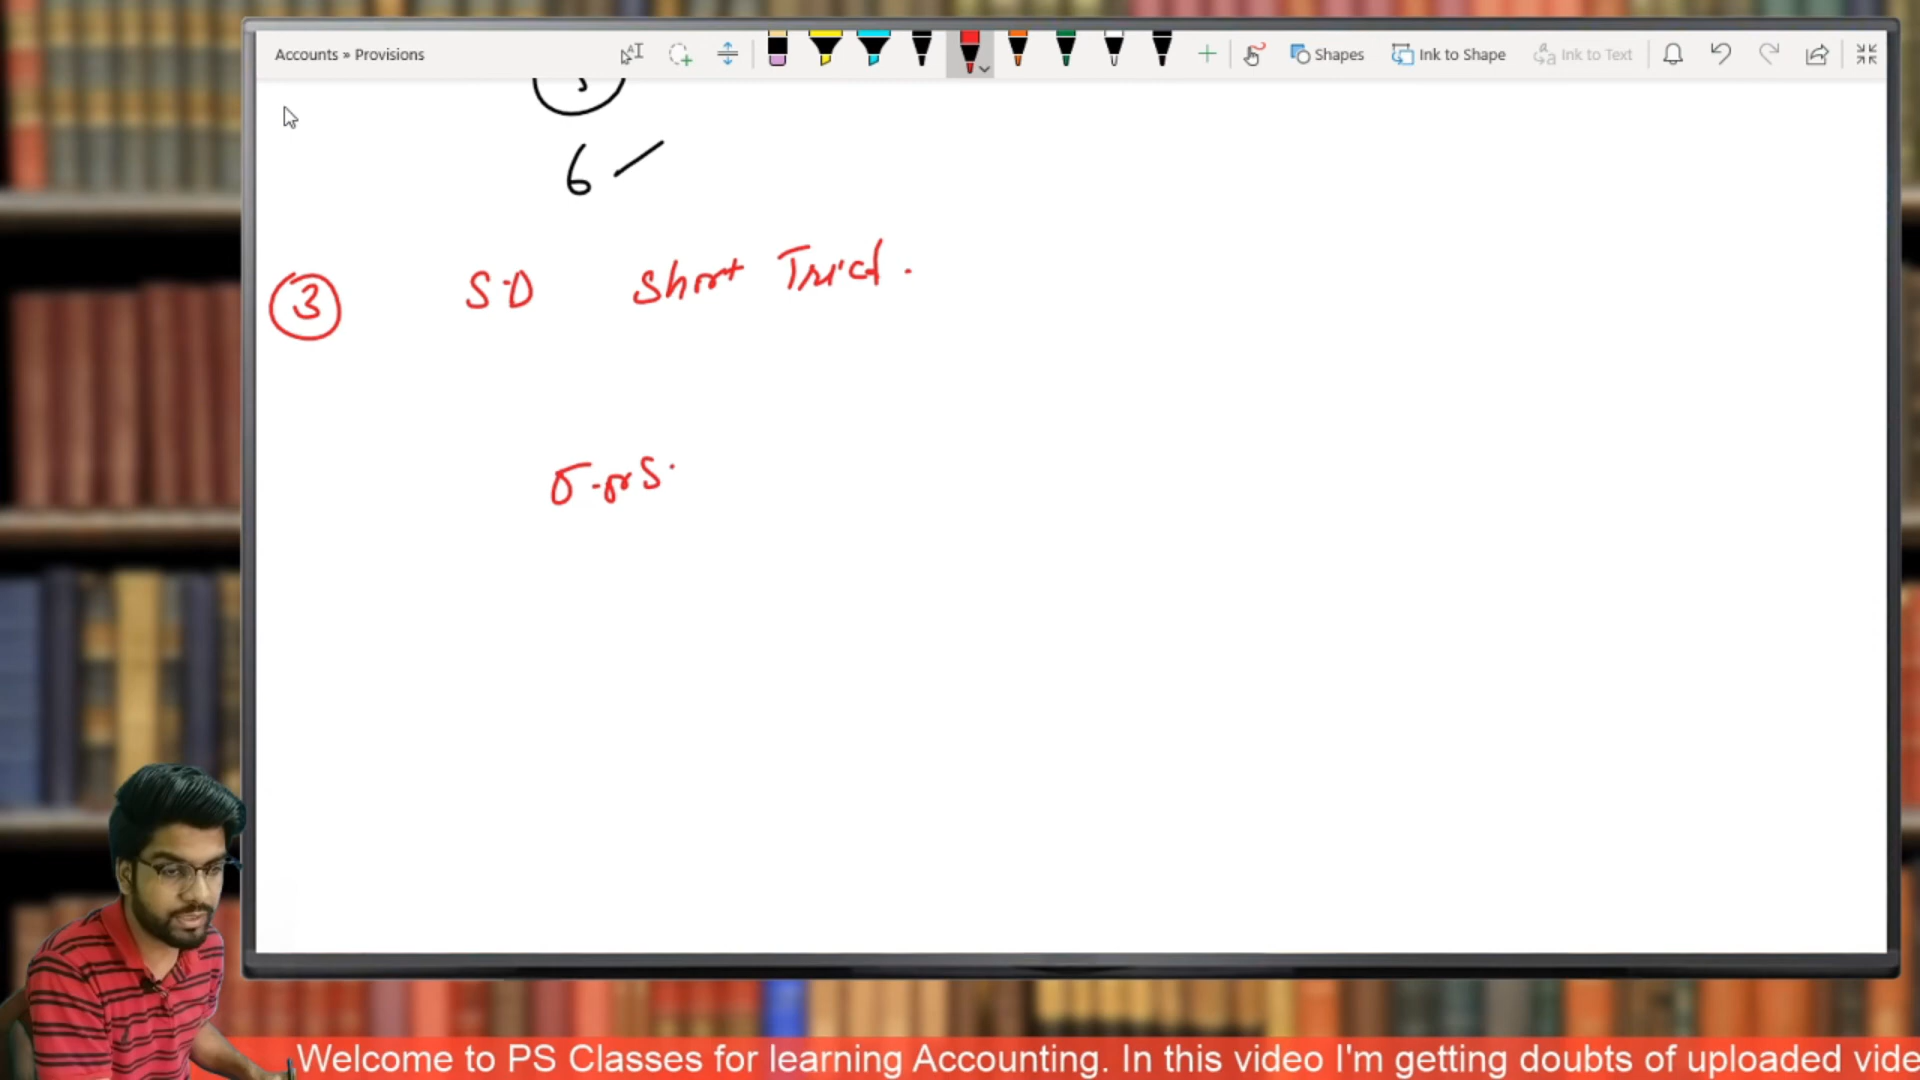 Accounts » Provisions
Shapes
Ink to Shape
Ink to Text
6
3 S.D Short Trick.
σ - or S.
Welcome to PS Classes for learning Accounting. In this video I'm getting doubts of uploaded vide